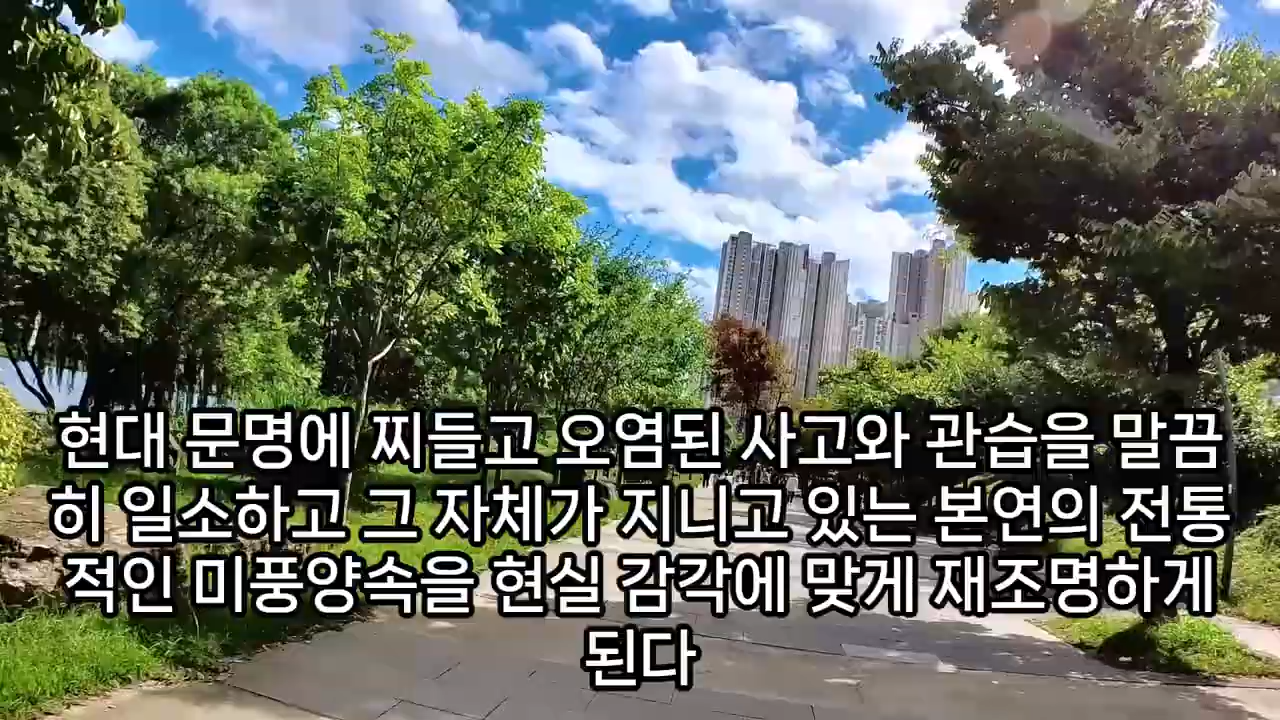 현대 문명에 찌들고 오염된 사고와 관습을 말끔
히 일소하고 그 자체가 지니고 있는 본연의 전통
적인 미풍양속을 현실 감각에 맞게 재조명하게
된다